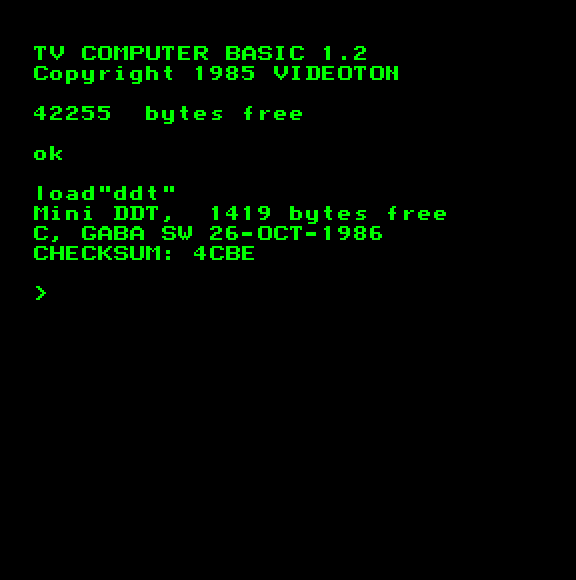 TV COMPUTER BASIC 1.2
Copyright 1985 VIDEOTON
42255  bytes free
ok
load"ddt"
Mini DDT,  1419 bytes free
C, GABA SW 26-OCT-1986
CHECKSUM: 4CBE
>